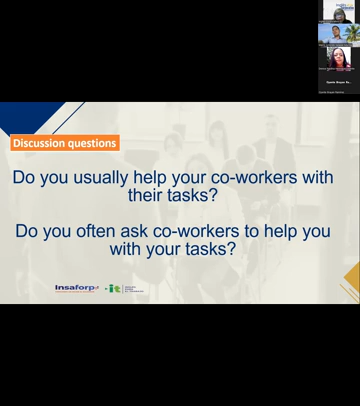 Discussion questions
Do you usually help your co-workers with
their tasks?
Do you often ask co-workers to help you
with your tasks?
Insaforp
it